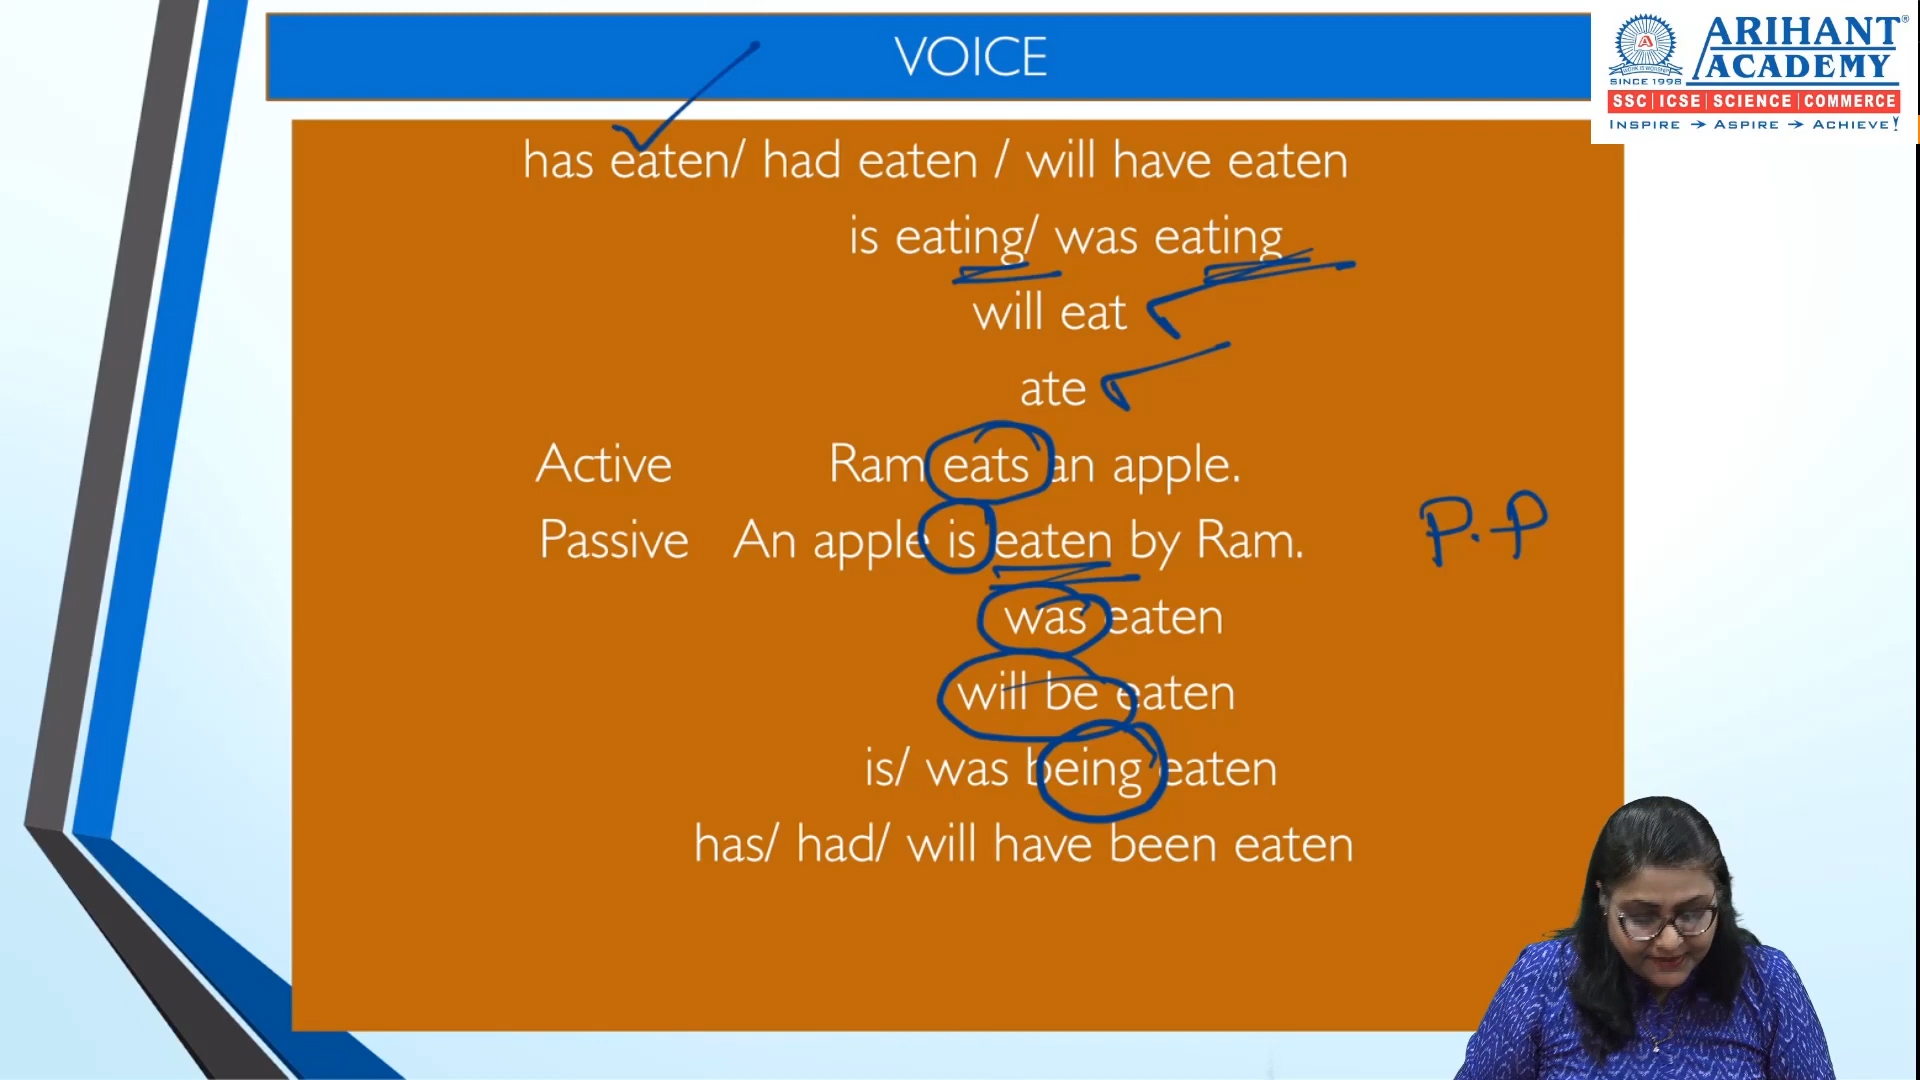 VOICE
ARIHANT®
ACADEMY
SINCE 1998
SSC | ICSE | SCIENCE | COMMERCE
INSPIRE → ASPIRE → ACHIEVE!
has eaten/ had eaten / will have eaten
is eating/ was eating
will eat
ate
Active Ram eats an apple.
Passive An apple is eaten by Ram.
P.P
was eaten
will be eaten
is/ was being eaten
has/ had/ will have been eaten